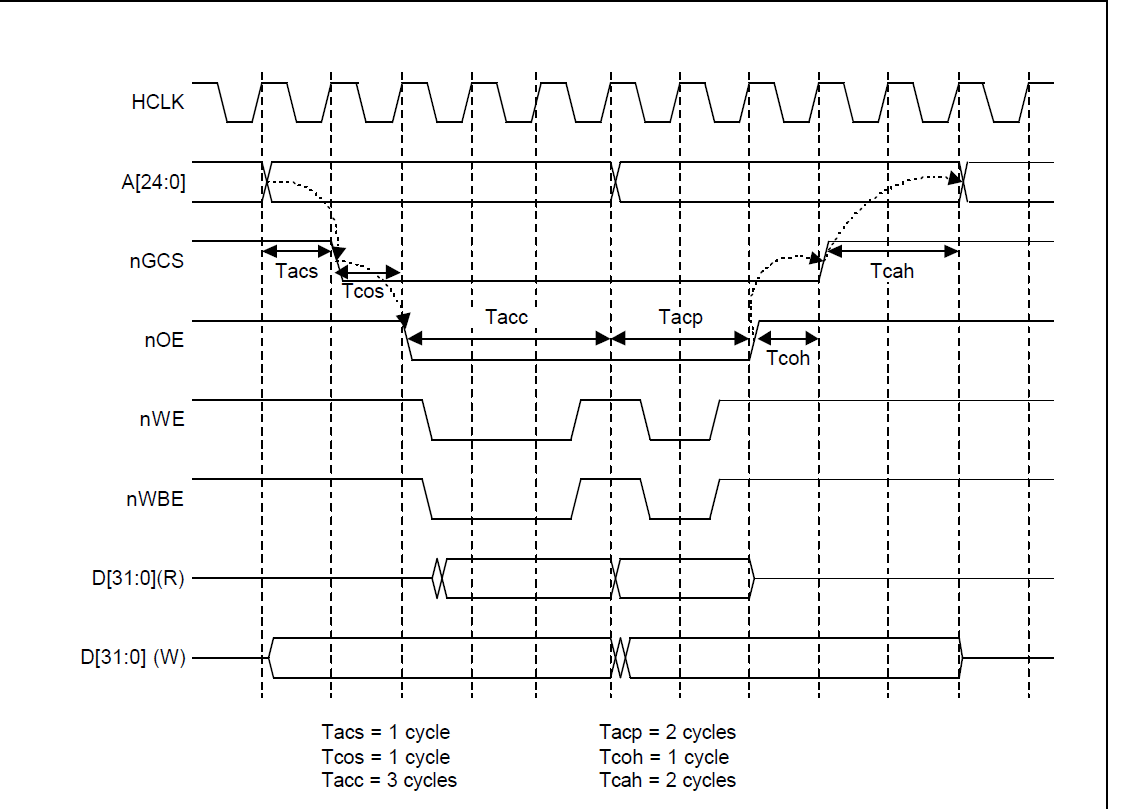 HCLK
A[24:0]
nGCS
Tacs
Tcah
Tcos
Tacc
Tacp
nOE
Tcoh
nWE
nWBE
D[31:0](R)
D[31:0] (W)
Tacs = 1 cycle
Tcos = 1 cycle
Tacc = 3 cycles
Tacp = 2 cycles
Tcoh = 1 cycle
Tcah = 2 cycles